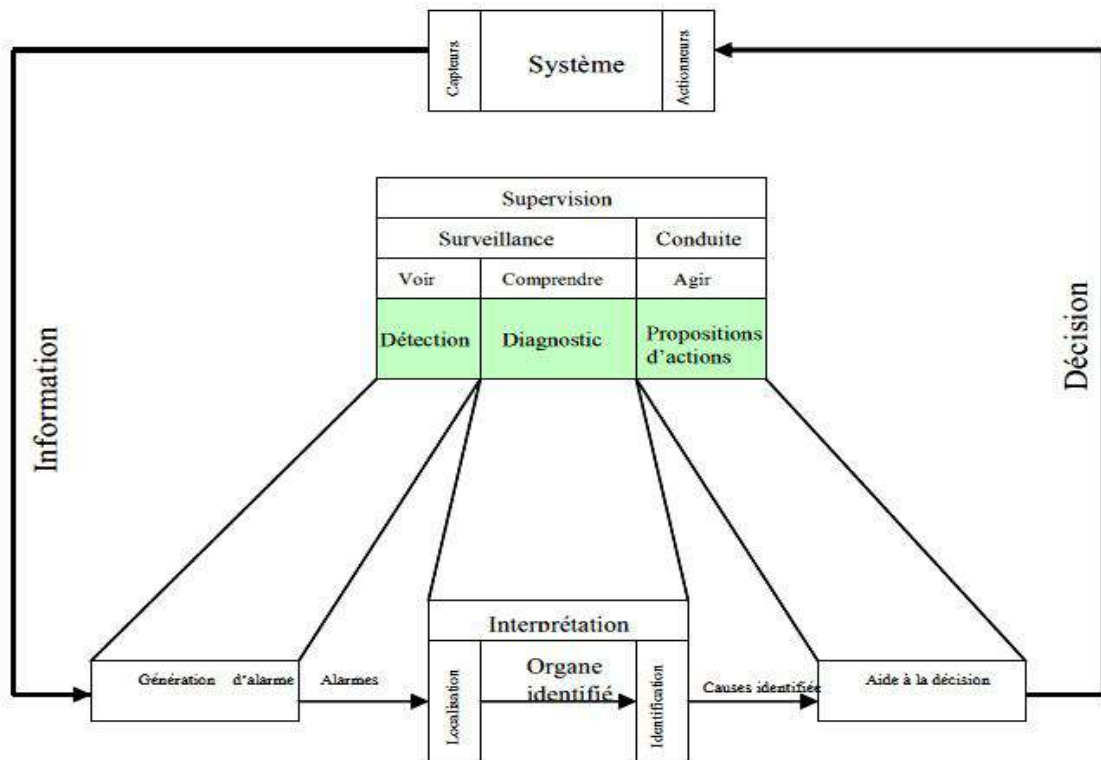 Capteurs
Système
Actionneurs
Supervision
Surveillance
Conduite
Voir
Comprendre
Agir
Détection
Diagnostic
Propositions
d'actions
Information
Décision
Interprétation
Génération d'alarme
Alarmes
Localisation
Organe
identifié
Identification
Causes identifiée
Aide à la décision